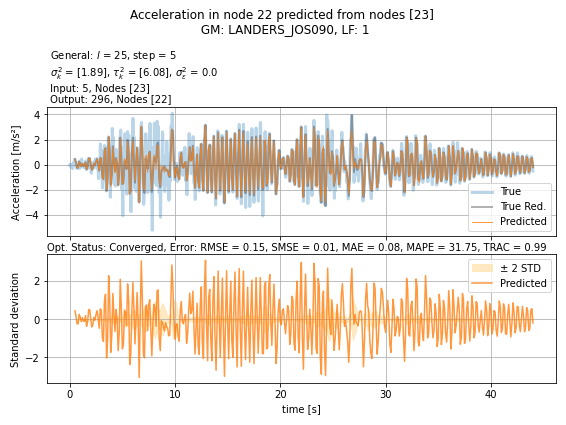 Acceleration in node 22 predicted from nodes [23]
GM: LANDERS_JOS090, LF: 1
General: l = 25, step = 5
σ²ₖ = [1.89], τ²ₖ = [6.08], σ²ₑ = 0.0
Input: 5, Nodes [23]
Output: 296, Nodes [22]
Acceleration [m/s²]
4
2
0
−2
−4
True
True Red.
Predicted
Opt. Status: Converged, Error: RMSE = 0.15, SMSE = 0.01, MAE = 0.08, MAPE = 31.75, TRAC = 0.99
Standard deviation
2
0
−2
± 2 STD
Predicted
0
10
20
30
40
time [s]